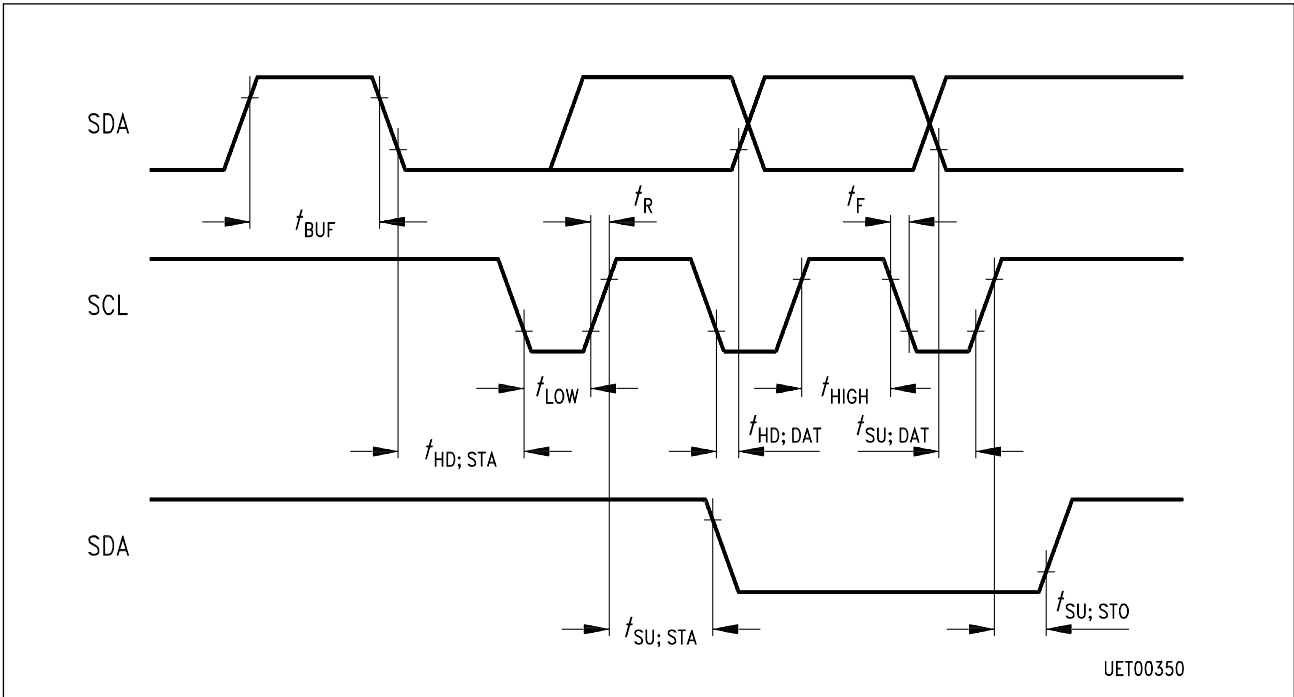 SDA
t_R
t_F
t_BUF
SCL
t_LOW
t_HIGH
t_HD; DAT
t_SU; DAT
t_HD; STA
SDA
t_SU; STA
t_SU; STO
UET00350